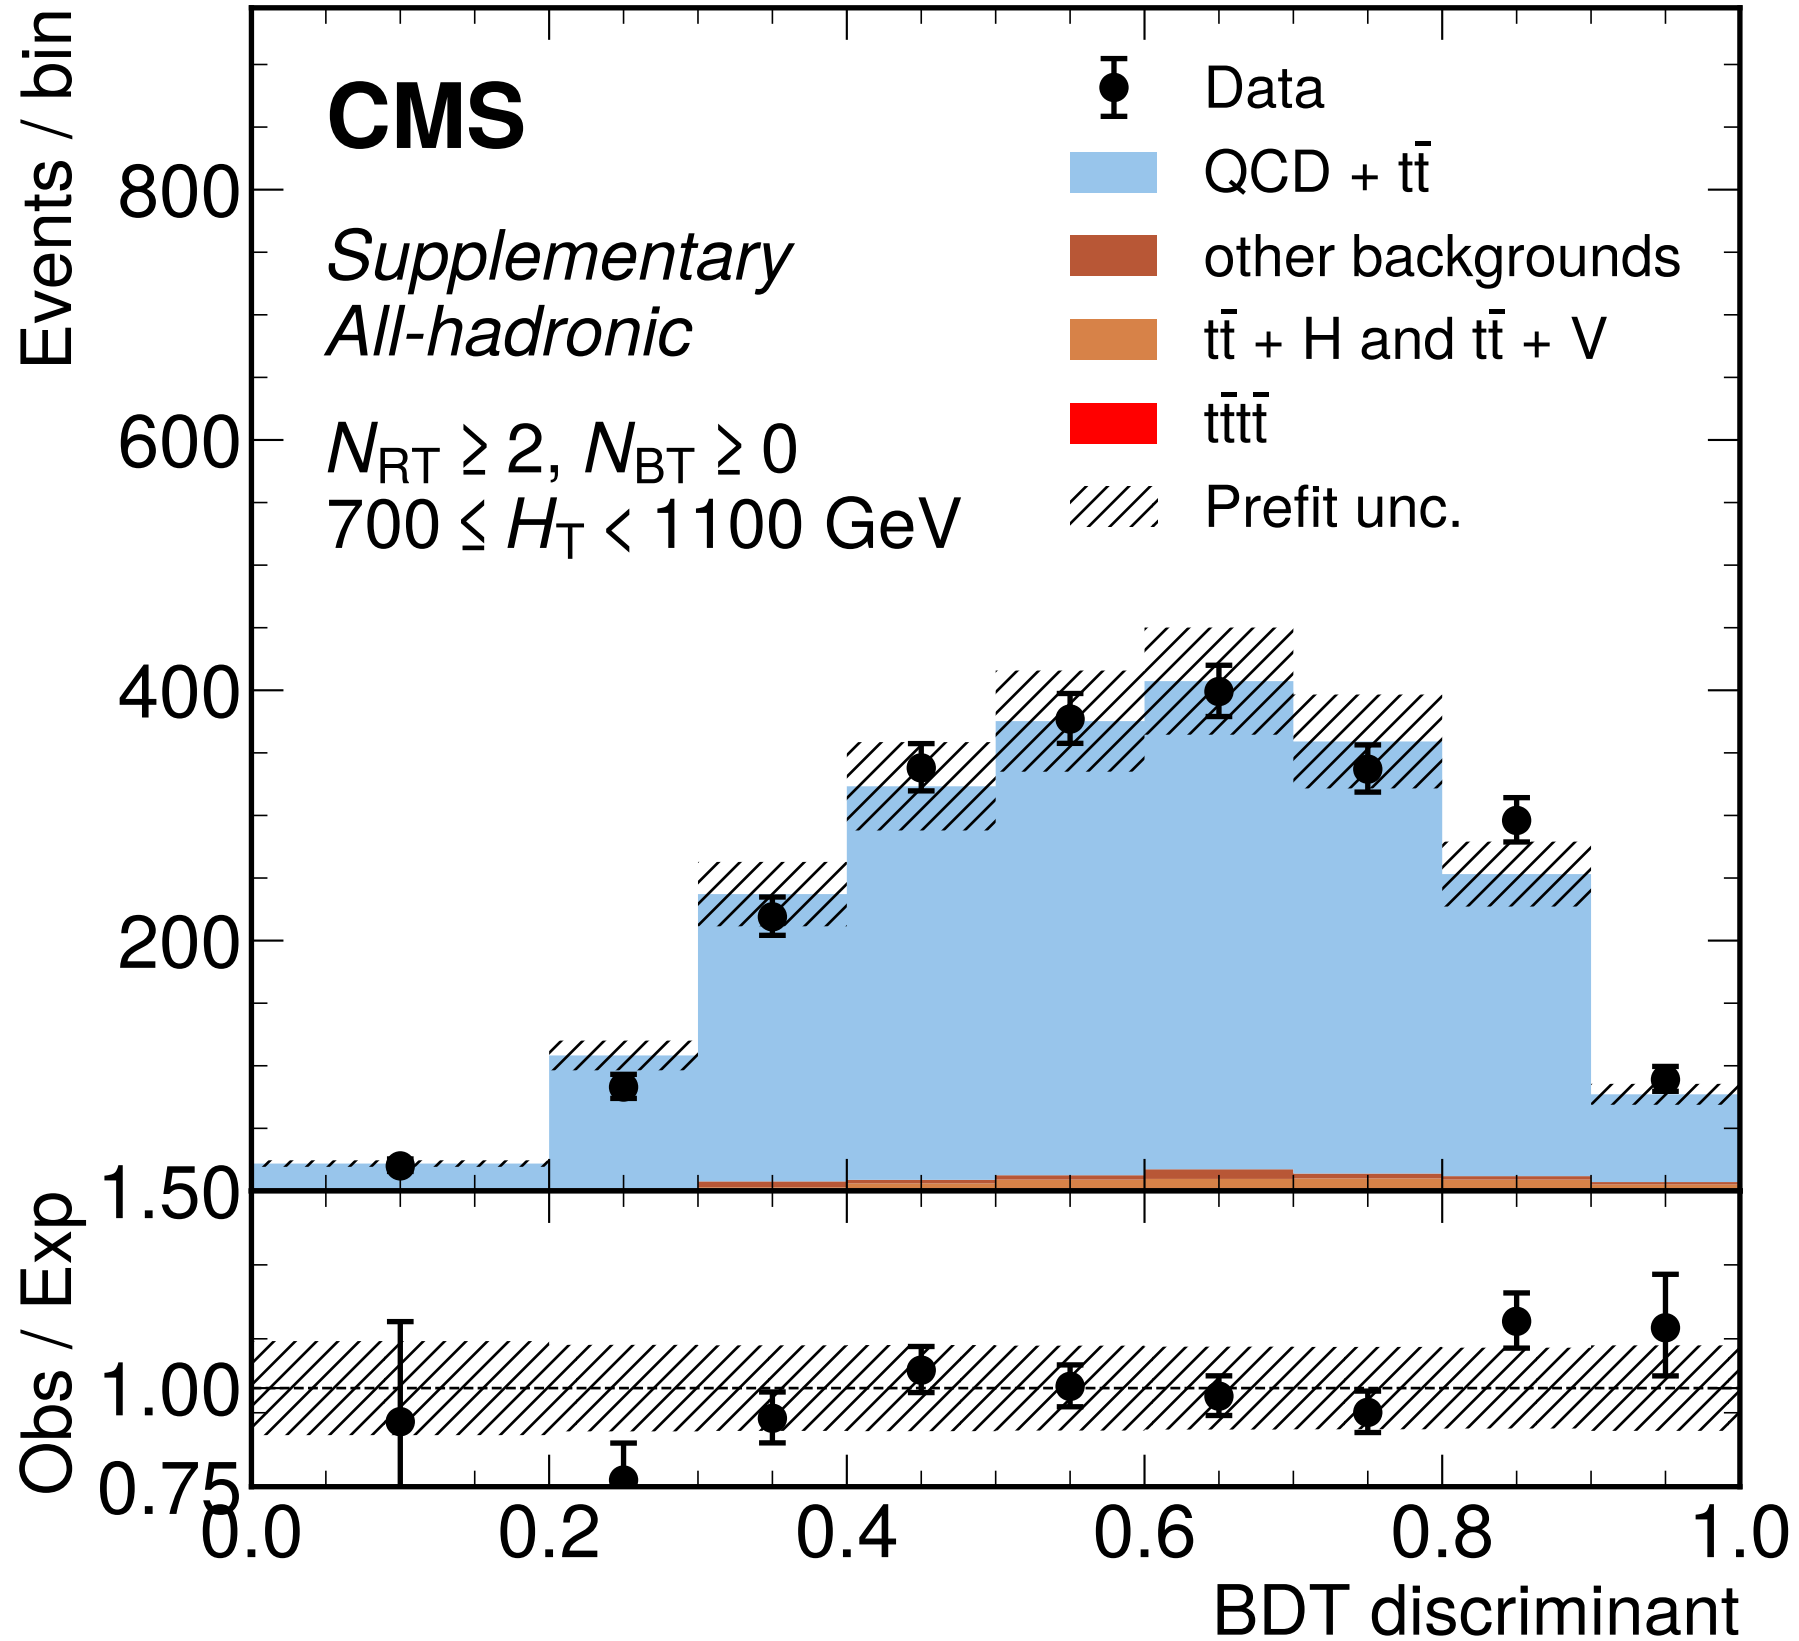 Events / bin
800
600
400
200
CMS
Supplementary
All-hadronic
N_RT ≥ 2, N_BT ≥ 0
700 ≤ H_T < 1100 GeV
Data
QCD + tt̄
other backgrounds
tt̄ + H and tt̄ + V
tt̄tt̄
Prefit unc.
Obs / Exp
1.50
1.00
0.75
0.0 0.2 0.4 0.6 0.8 1.0
BDT discriminant